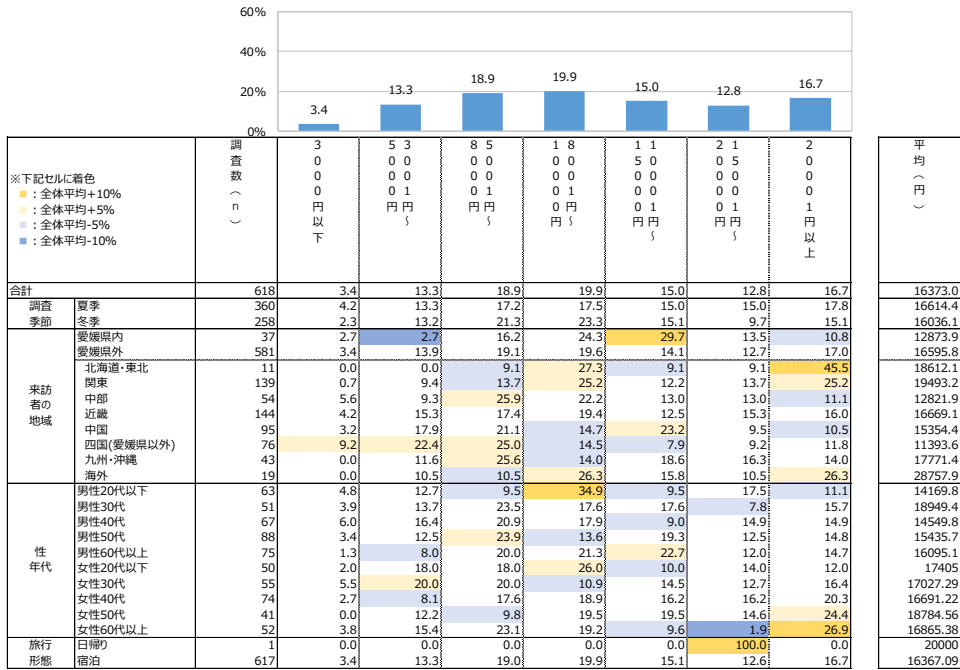 60%
40%
20%
0%
3.4 13.3 18.9 19.9 15.0 12.8 16.7
※下記セルに着色
■：全体平均+10%
■：全体平均+5%
■：全体平均-5%
■：全体平均-10%
調査数（n）
3000円以下
3001円～5000円
5001円～8000円
8001円～10000円
10001円～15000円
15001円～20000円
20001円以上
平均（円）
合計 618 3.4 13.3 18.9 19.9 15.0 12.8 16.7 16373.0
調査 夏季 360 4.2 13.3 17.2 17.5 15.0 15.0 17.8 16614.4
季節 冬季 258 2.3 13.2 21.3 23.3 15.1 9.7 15.1 16036.1
来訪者の地域
愛媛県内 37 2.7 2.7 16.2 24.3 29.7 13.5 10.8 12873.9
愛媛県外 581 3.4 13.9 19.1 19.6 14.1 12.7 17.0 16595.8
北海道・東北 11 0.0 0.0 9.1 27.3 9.1 9.1 45.5 18612.1
関東 139 0.7 9.4 13.7 25.2 12.2 13.7 25.2 19493.2
中部 54 5.6 9.3 25.9 22.2 13.0 13.0 11.1 12821.9
近畿 144 4.2 15.3 17.4 19.4 12.5 15.3 16.0 16669.1
中国 95 3.2 17.9 21.1 14.7 23.2 9.5 10.5 15354.4
四国(愛媛県以外) 76 9.2 22.4 25.0 14.5 7.9 9.2 11.8 11393.6
九州・沖縄 43 0.0 11.6 25.6 14.0 18.6 16.3 14.0 17771.4
海外 19 0.0 10.5 10.5 26.3 15.8 10.5 26.3 28757.9
性年代
男性20代以下 63 4.8 12.7 9.5 34.9 9.5 17.5 11.1 14169.8
男性30代 51 3.9 13.7 23.5 17.6 17.6 7.8 15.7 18949.4
男性40代 67 6.0 16.4 20.9 17.9 9.0 14.9 14.9 14549.8
男性50代 88 3.4 12.5 23.9 13.6 19.3 12.5 14.8 15435.7
男性60代以上 75 1.3 8.0 20.0 21.3 22.7 12.0 14.7 16095.1
女性20代以下 50 2.0 18.0 18.0 26.0 10.0 14.0 12.0 17405
女性30代 55 5.5 20.0 20.0 10.9 14.5 12.7 16.4 17027.29
女性40代 74 2.7 8.1 17.6 18.9 16.2 16.2 20.3 16691.22
女性50代 41 0.0 12.2 9.8 19.5 19.5 14.6 24.4 18784.56
女性60代以上 52 3.8 15.4 23.1 19.2 9.6 1.9 26.9 16865.38
旅行 日帰り 1 0.0 0.0 0.0 0.0 0.0 100.0 0.0 20000
形態 宿泊 617 3.4 13.3 19.0 19.9 15.1 12.6 16.7 16367.09